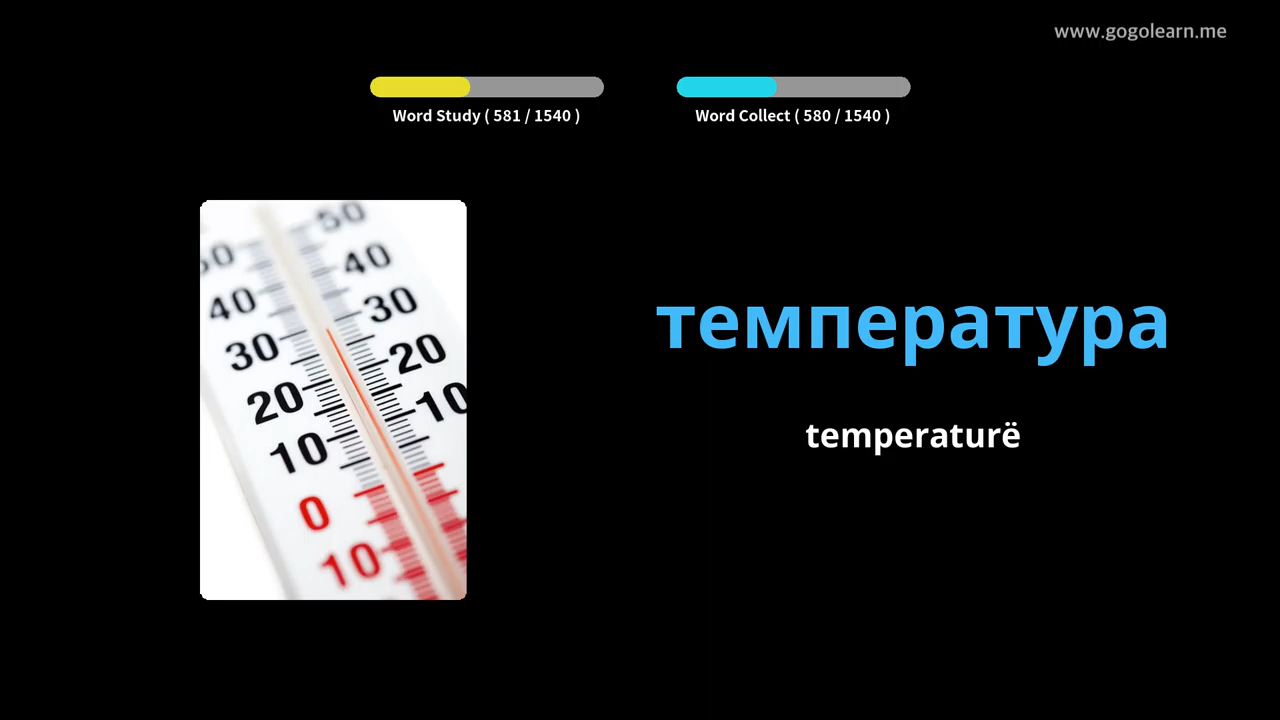 www.gogolearn.me
Word Study ( 581 / 1540 )
Word Collect ( 580 / 1540 )
50
50
40
40
30
30
20
20
10
10
0
10
температура
temperaturë